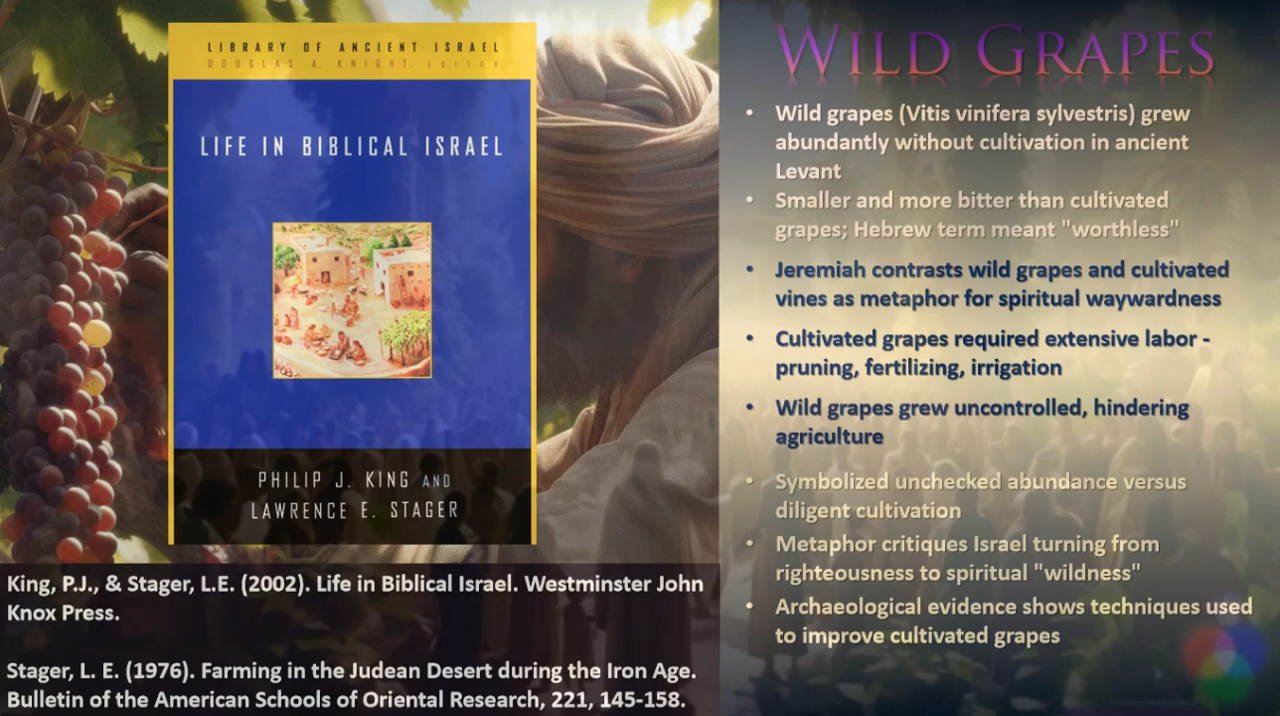 LIBRARY OF ANCIENT ISRAEL
DOUGLAS A. KNIGHT, EDITOR
LIFE IN BIBLICAL ISRAEL
PHILIP J. KING AND
LAWRENCE E. STAGER
King, P.J., & Stager, L.E. (2002). Life in Biblical Israel. Westminster John
Knox Press.
Stager, L. E. (1976). Farming in the Judean Desert during the Iron Age.
Bulletin of the American Schools of Oriental Research, 221, 145-158.
WILD GRAPES
• Wild grapes (Vitis vinifera sylvestris) grew
abundantly without cultivation in ancient
Levant
• Smaller and more bitter than cultivated
grapes; Hebrew term meant "worthless"
• Jeremiah contrasts wild grapes and cultivated
vines as metaphor for spiritual waywardness
• Cultivated grapes required extensive labor -
pruning, fertilizing, irrigation
• Wild grapes grew uncontrolled, hindering
agriculture
• Symbolized unchecked abundance versus
diligent cultivation
• Metaphor critiques Israel turning from
righteousness to spiritual "wildness"
• Archaeological evidence shows techniques used
to improve cultivated grapes